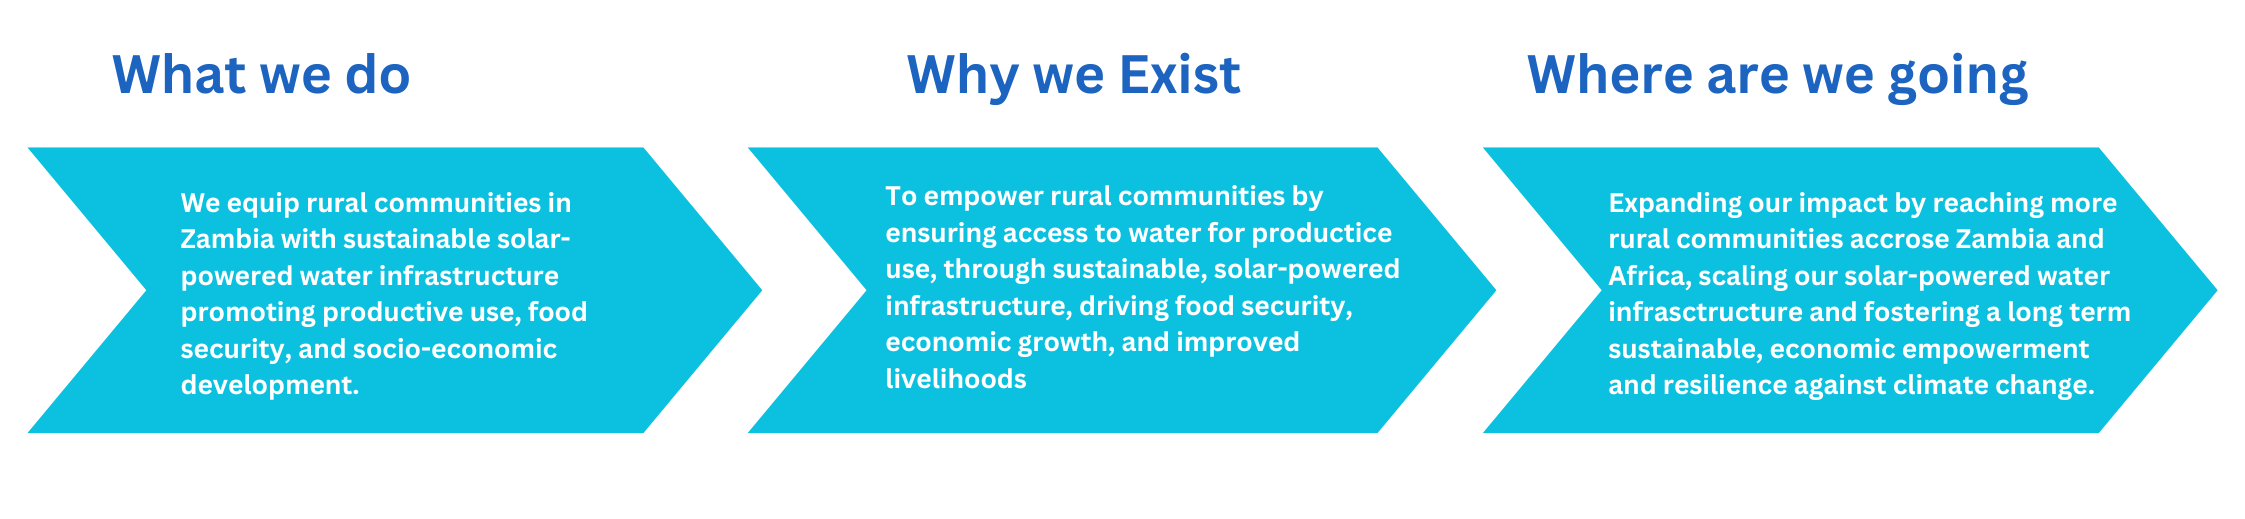 What we do
We equip rural communities in
Zambia with sustainable solar-
powered water infrastructure
promoting productive use, food
security, and socio-economic
development.
Why we Exist
To empower rural communities by
ensuring access to water for productice
use, through sustainable, solar-powered
infrastructure, driving food security,
economic growth, and improved
livelihoods
Where are we going
Expanding our impact by reaching more
rural communities accrose Zambia and
Africa, scaling our solar-powered water
infrasctructure and fostering a long term
sustainable, economic empowerment
and resilience against climate change.